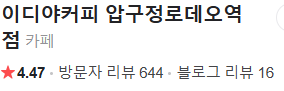 이디야커피 압구정로데오역
점 카페
★4.47 · 방문자 리뷰 644 · 블로그 리뷰 16